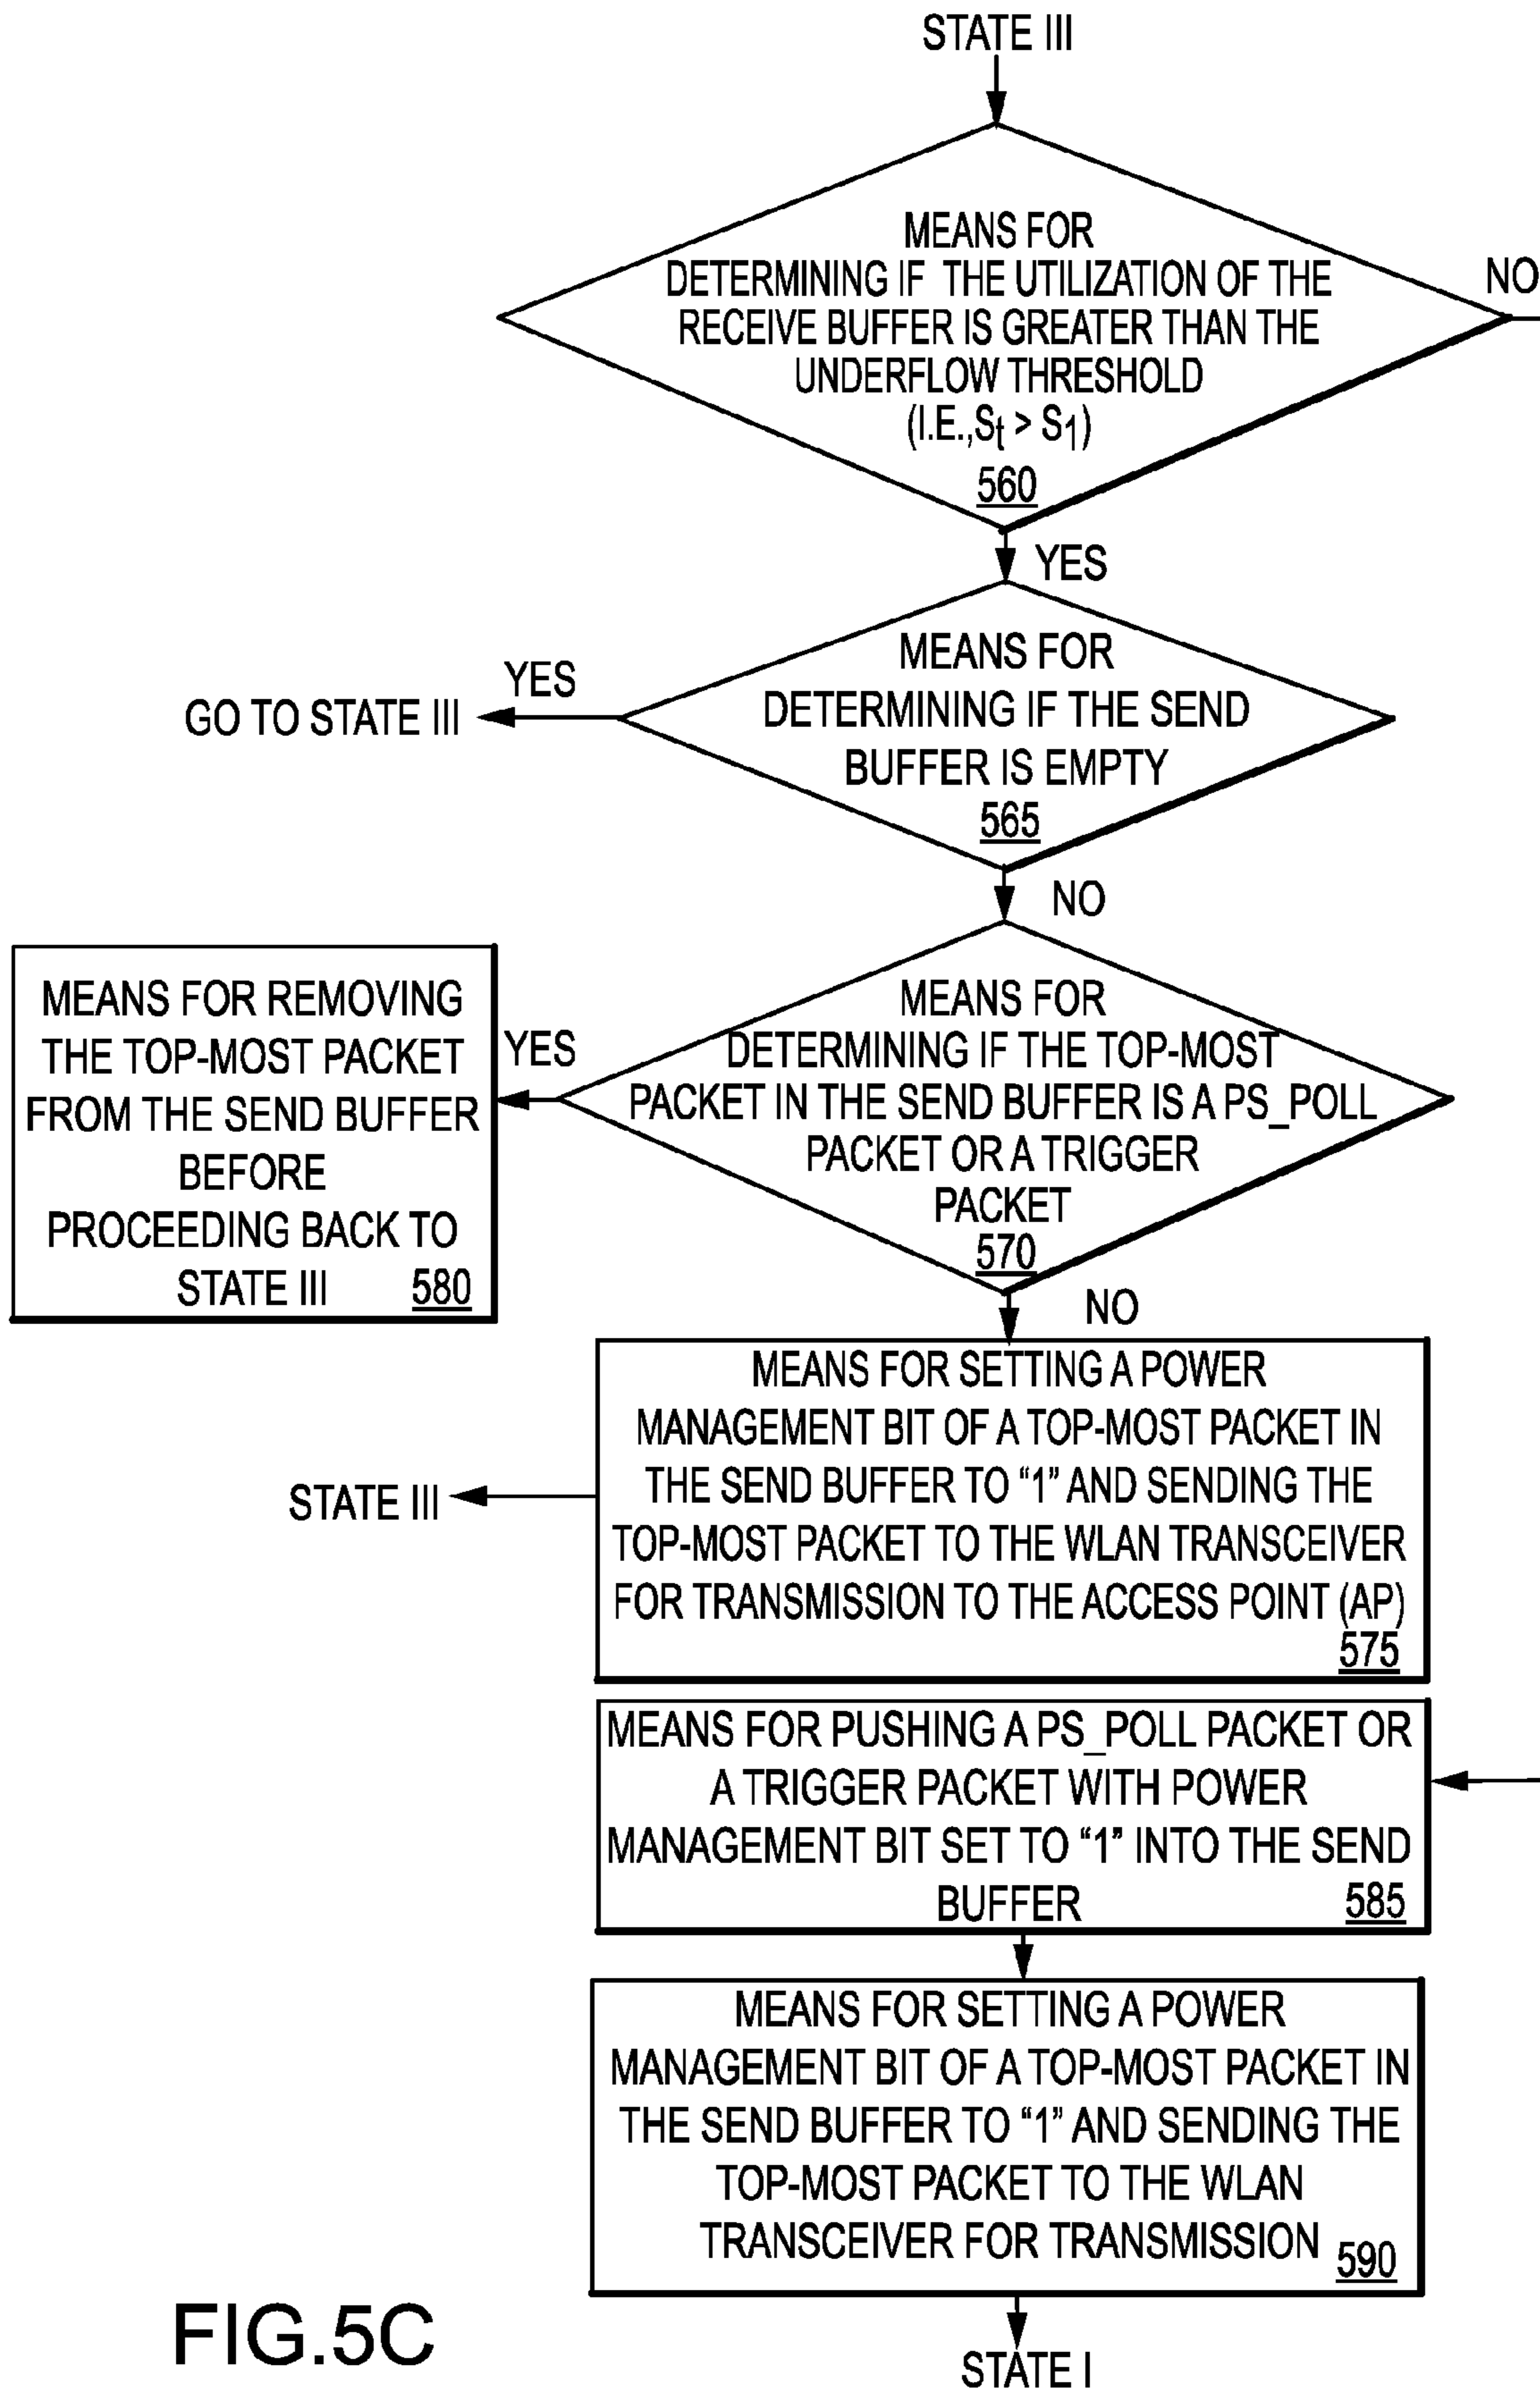 STATE III
MEANS FOR
DETERMINING IF THE UTILIZATION OF THE
RECEIVE BUFFER IS GREATER THAN THE
UNDERFLOW THRESHOLD
(I.E.,St > S1)
560
NO
YES
MEANS FOR
DETERMINING IF THE SEND
BUFFER IS EMPTY
565
YES
GO TO STATE III
NO
MEANS FOR
DETERMINING IF THE TOP-MOST
PACKET IN THE SEND BUFFER IS A PS_POLL
PACKET OR A TRIGGER
PACKET
570
YES
MEANS FOR REMOVING
THE TOP-MOST PACKET
FROM THE SEND BUFFER
BEFORE
PROCEEDING BACK TO
STATE III 580
NO
MEANS FOR SETTING A POWER
MANAGEMENT BIT OF A TOP-MOST PACKET IN
THE SEND BUFFER TO “1” AND SENDING THE
TOP-MOST PACKET TO THE WLAN TRANSCEIVER
FOR TRANSMISSION TO THE ACCESS POINT (AP)
575
STATE III
MEANS FOR PUSHING A PS_POLL PACKET OR
A TRIGGER PACKET WITH POWER
MANAGEMENT BIT SET TO “1” INTO THE SEND
BUFFER 585
MEANS FOR SETTING A POWER
MANAGEMENT BIT OF A TOP-MOST PACKET IN
THE SEND BUFFER TO “1” AND SENDING THE
TOP-MOST PACKET TO THE WLAN
TRANSCEIVER FOR TRANSMISSION 590
STATE I
FIG.5C